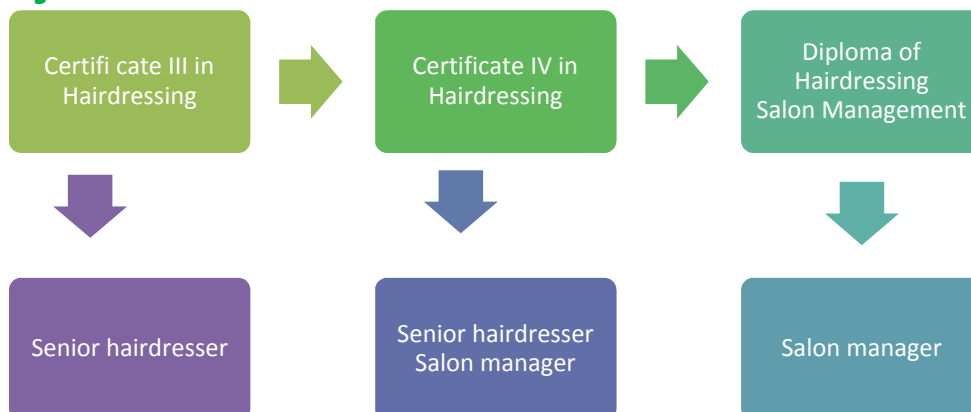 Certifi cate III in
Hairdressing
Certificate IV in
Hairdressing
Diploma of
Hairdressing
Salon Management
Senior hairdresser
Senior hairdresser
Salon manager
Salon manager